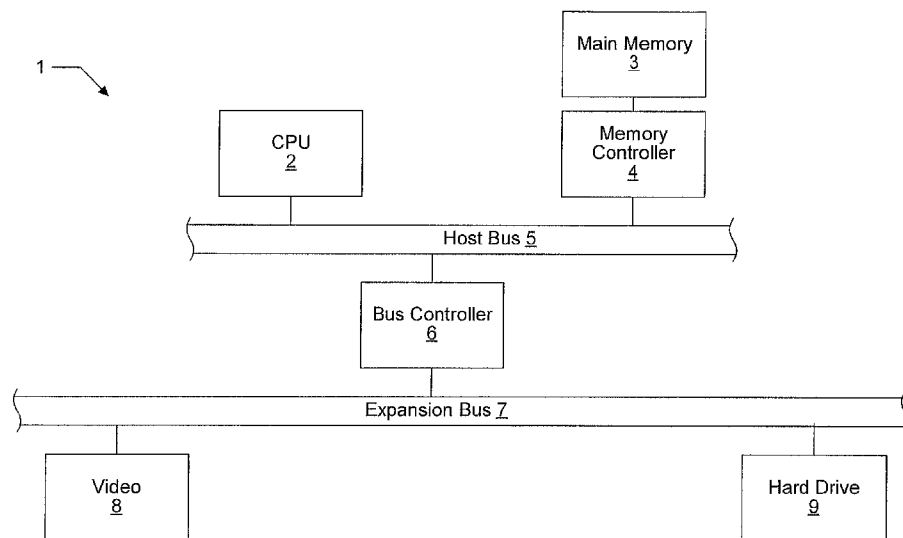 Main Memory
3
1
CPU
2
Memory
Controller
4
Host Bus 5
Bus Controller
6
Expansion Bus 7
Video
8
Hard Drive
9